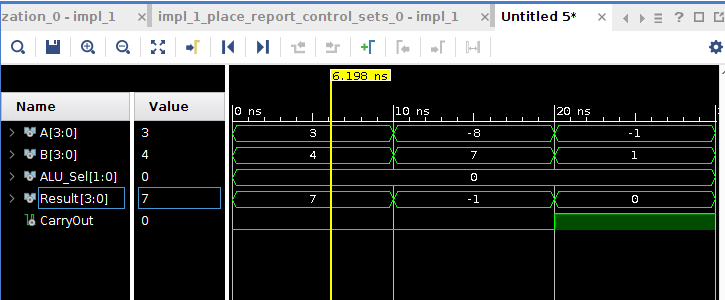 zation_0 - impl_1 × impl_1_place_report_control_sets_0 - impl_1 × Untitled 5* ×
6.198 ns
Name Value 0 ns 10 ns 20 ns
A[3:0] 3 3 -8 -1
B[3:0] 4 4 7 1
ALU_Sel[1:0] 0 0
Result[3:0] 7 7 -1 0
CarryOut 0